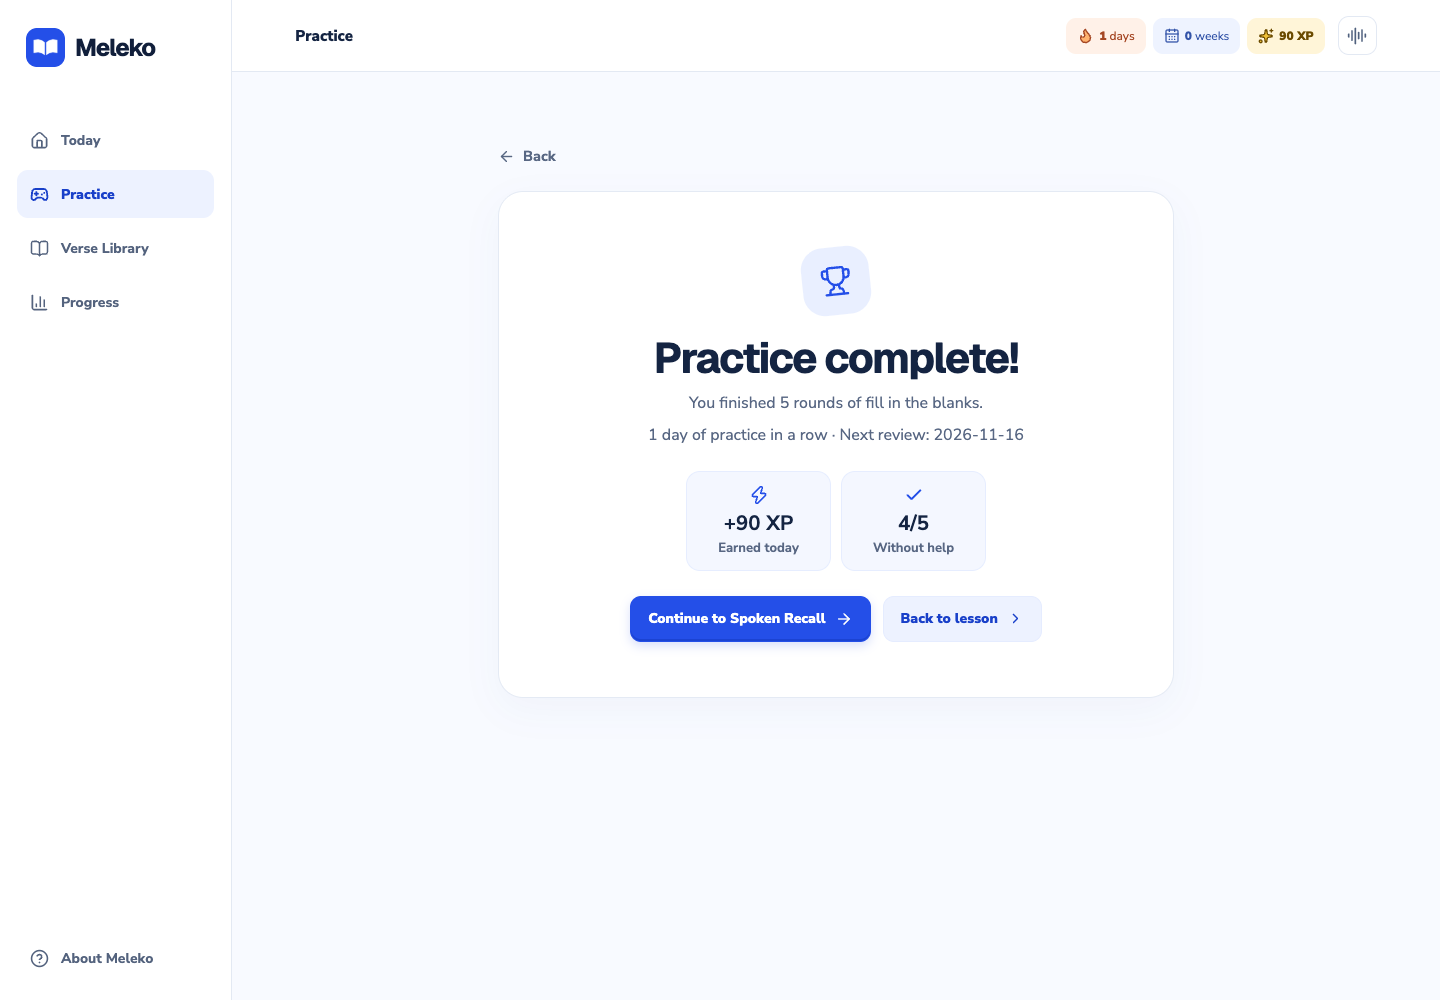 Meleko
Practice
1 days
0 weeks
90 XP
Today
Practice
Verse Library
Progress
About Meleko
Back
Practice complete!
You finished 5 rounds of fill in the blanks.
1 day of practice in a row · Next review: 2026-11-16
+90 XP
Earned today
4/5
Without help
Continue to Spoken Recall
Back to lesson